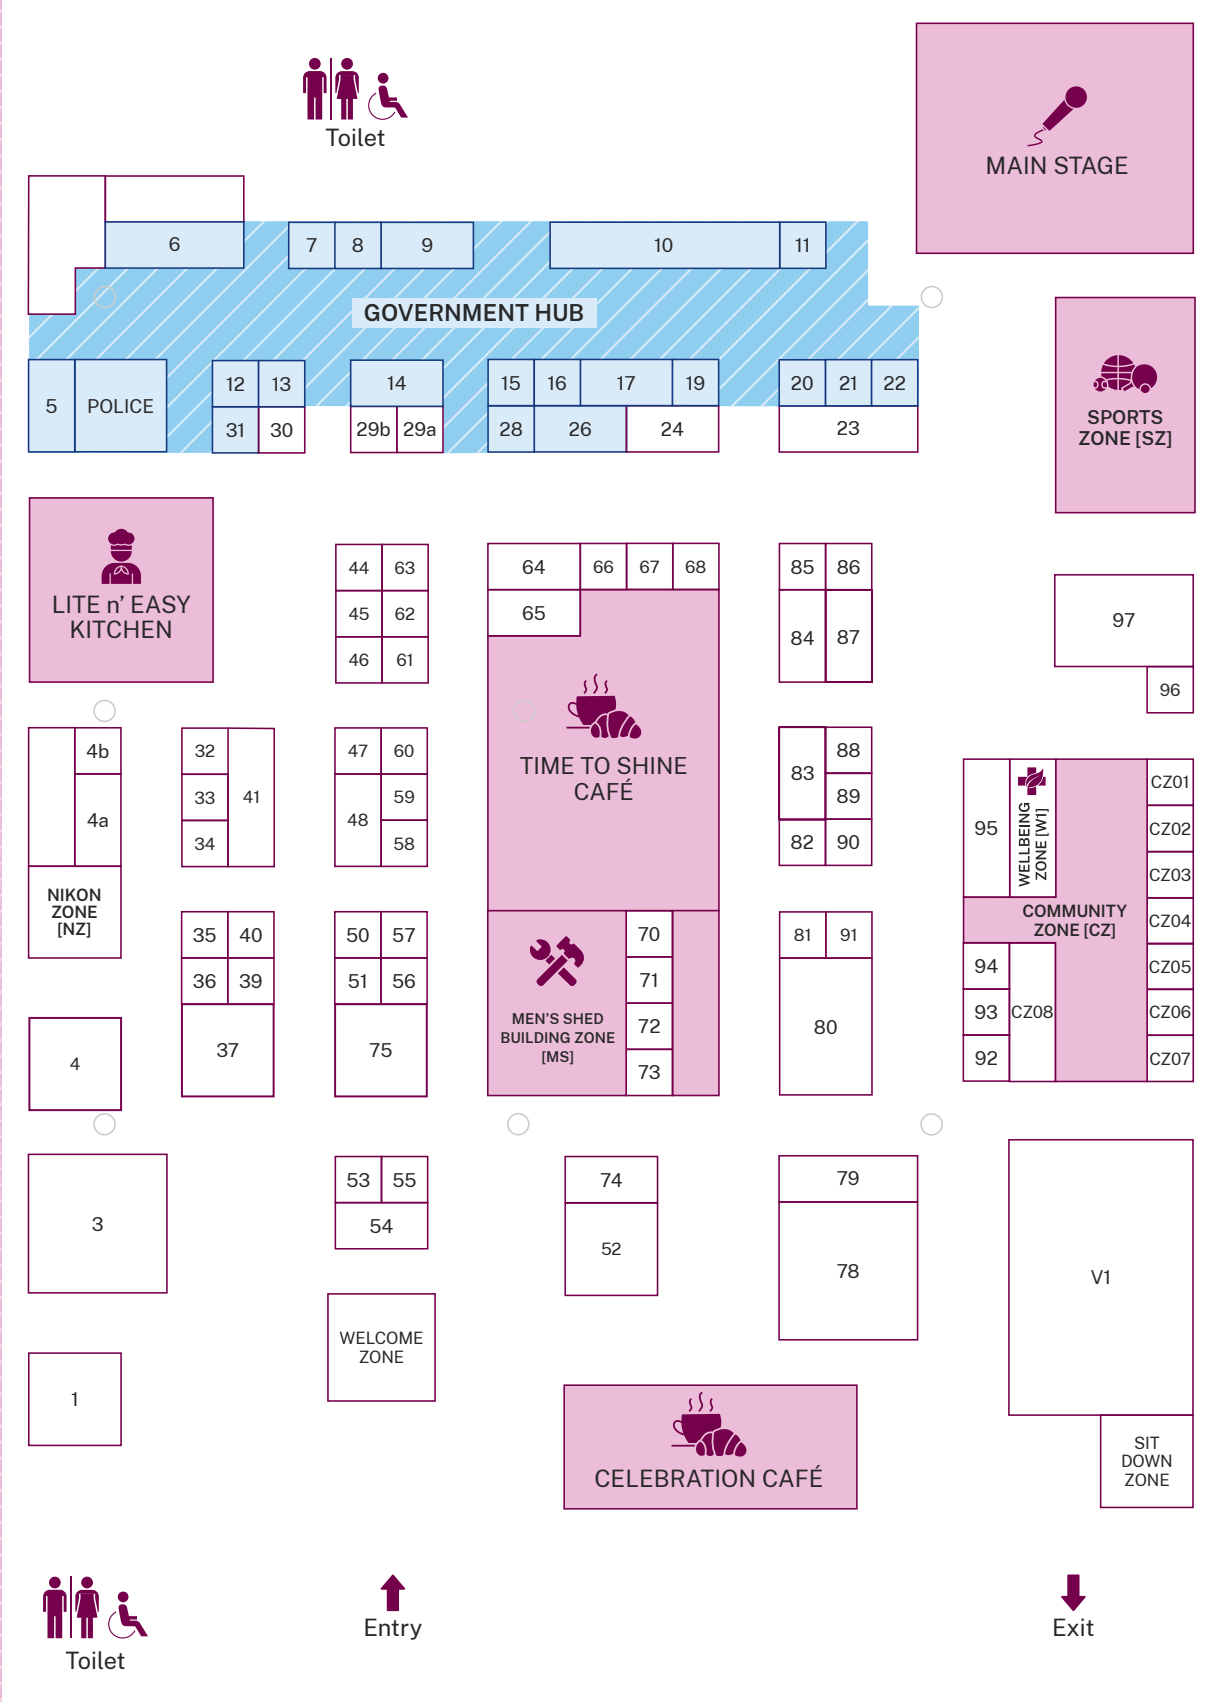 Toilet
MAIN STAGE
6
7
8
9
10
11
GOVERNMENT HUB
5
POLICE
12
13
14
15
16
17
19
20
21
22
31
30
29b
29a
28
26
24
23
SPORTS
ZONE [SZ]
LITE n’ EASY
KITCHEN
44
63
45
62
46
61
64
66
67
68
65
85
86
84
87
97
96
TIME TO SHINE
CAFÉ
4b
4a
NIKON
ZONE
[NZ]
32
33
34
41
47
60
48
59
58
83
88
89
82
90
95
WELLBEING
ZONE [W1]
CZ01
CZ02
CZ03
CZ04
CZ05
CZ06
CZ07
COMMUNITY
ZONE [CZ]
94
93
92
CZ08
35
40
36
39
37
50
57
51
56
75
MEN’S SHED
BUILDING ZONE
[MS]
70
71
72
73
81
91
80
4
3
53
55
54
74
52
79
78
V1
WELCOME
ZONE
1
CELEBRATION CAFÉ
SIT
DOWN
ZONE
Toilet
Entry
Exit